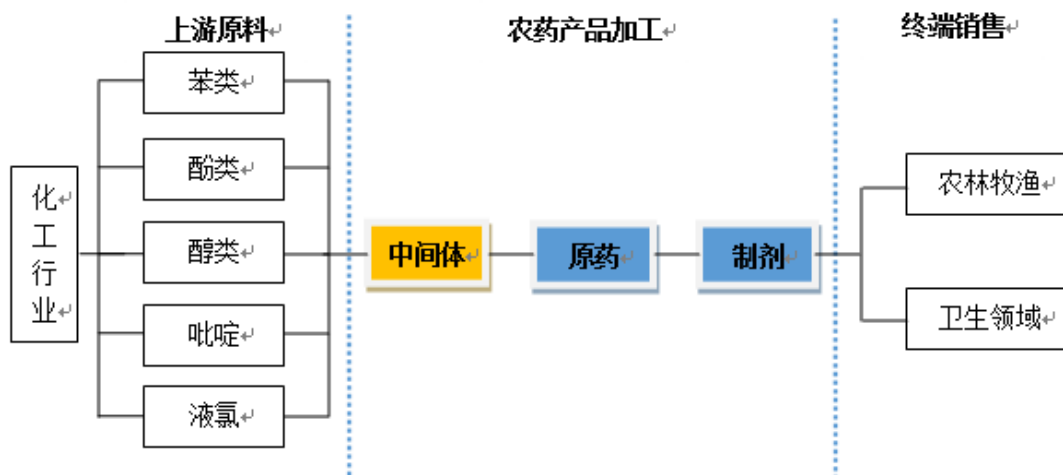 上游原料
农药产品加工
终端销售
化工行业
苯类
酚类
醇类
吡啶
液氯
中间体
原药
制剂
农林牧渔
卫生领域